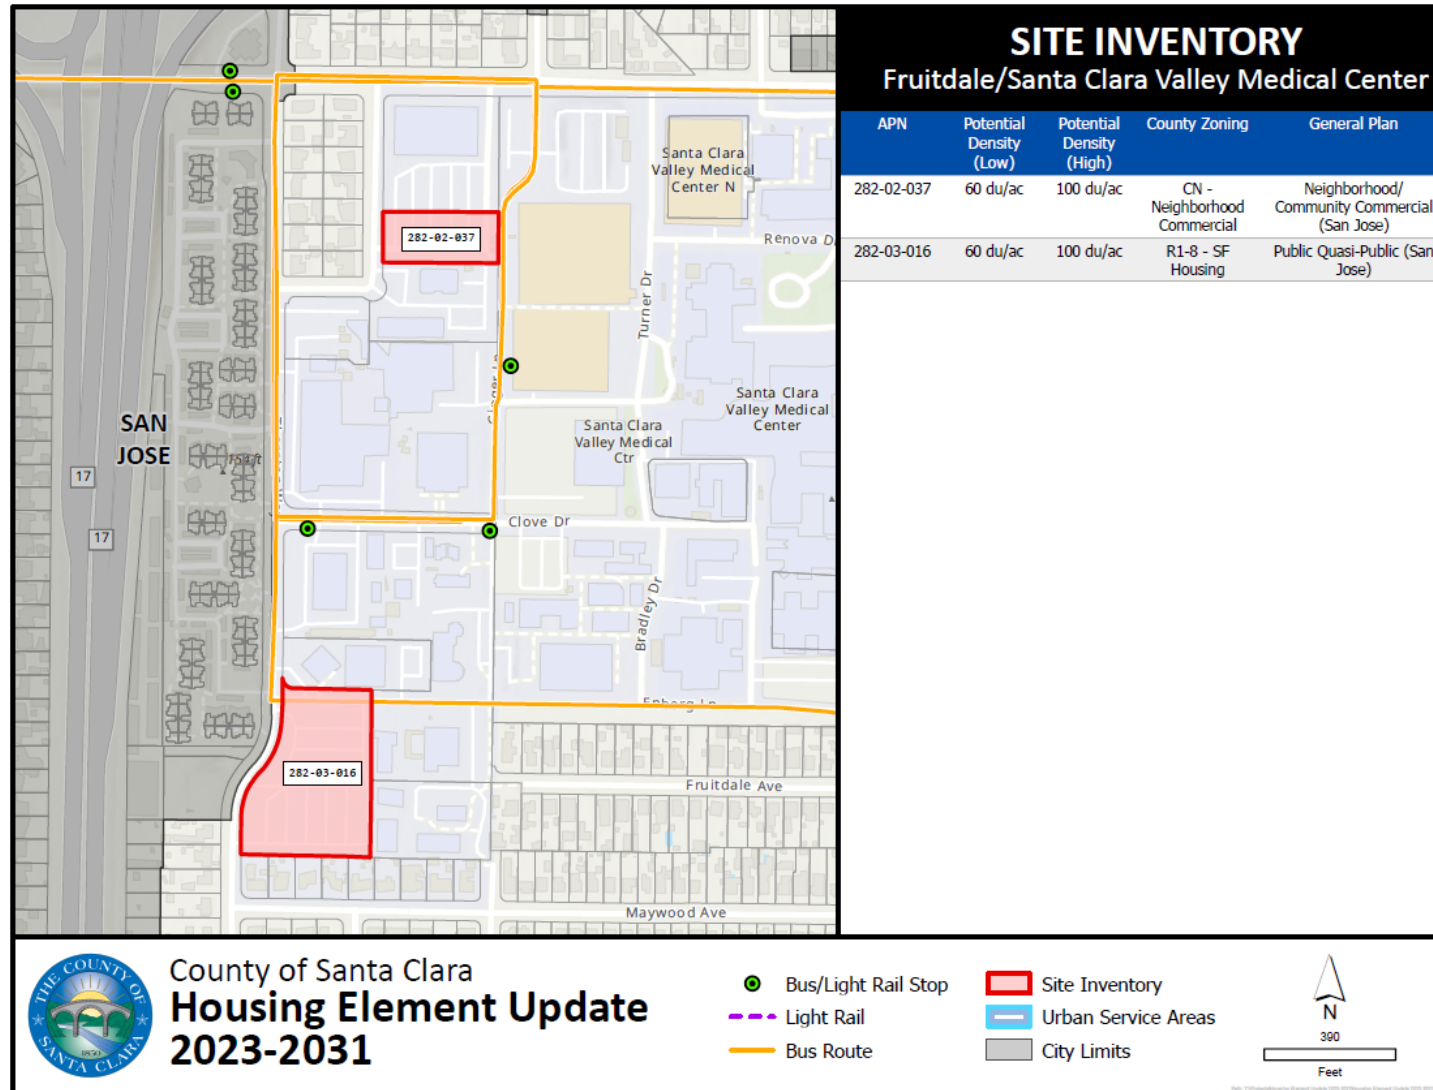 SITE INVENTORY
Fruitdale/Santa Clara Valley Medical Center
APN
Potential
Density
(Low)
Potential
Density
(High)
County Zoning
General Plan
282-02-037
60 du/ac
100 du/ac
CN -
Neighborhood
Commercial
Neighborhood/
Community Commercial
(San Jose)
282-03-016
60 du/ac
100 du/ac
R1-8 - SF
Housing
Public Quasi-Public (San
Jose)
Santa Clara
Valley Medical
Center N
282-02-037
Renova D
Turner Dr
Santa Clara
Valley Medical
Center
Santa Clara
Valley Medical
Ctr
SAN
JOSE
17
17
Clove Dr
Bradley Dr
282-03-016
Fruitdale Ave
Maywood Ave
THE COUNTY OF
SANTA CLARA
1850
County of Santa Clara
Housing Element Update
2023-2031
Bus/Light Rail Stop
Light Rail
Bus Route
Site Inventory
Urban Service Areas
City Limits
N
390
Feet